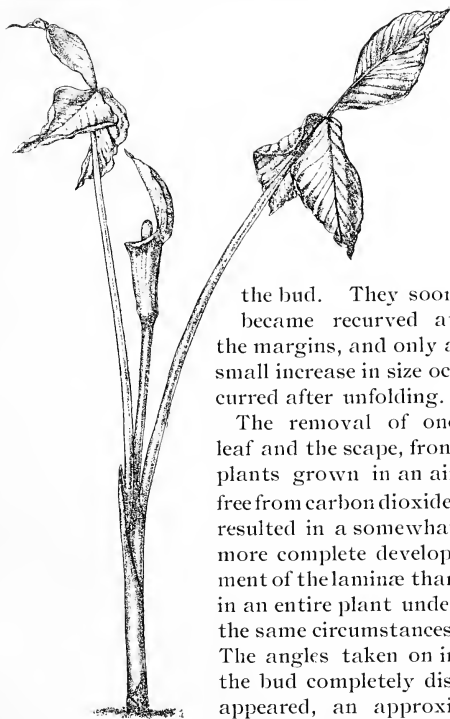 the bud. They soon
became recurved a
the margins, and only a
small increase in size oc
curred after unfolding.
The removal of one
leaf and the scape, from
plants grown in an air
free from carbon dioxide
resulted in a somewha
more complete develop
ment of the laminæ than
in an entire plant unde
the same circumstances
The angles taken on in
the bud completely dis
appeared, an approxi